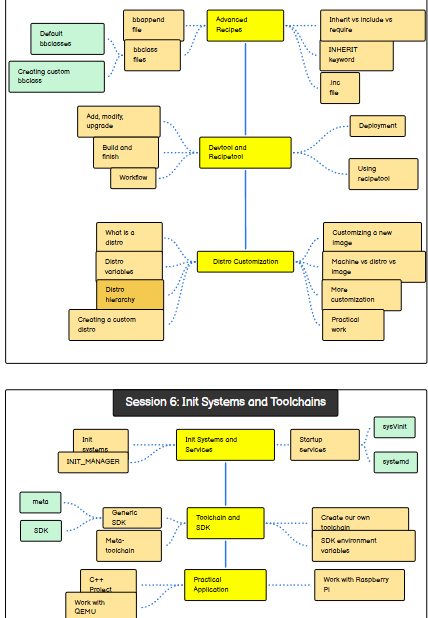 bbappend
file
Default
bbclasses
bbclass
files
Creating custom
bbclass
Advanced
Recipes
Inherit vs include vs
require
INHERIT
keyword
.inc
file
Add, modify,
upgrade
Build and
finish
Workflow
Devtool and
Recipetool
Deployment
Using
recipetool
What is a
distro
Distro
variables
Distro
hierarchy
Creating a custom
distro
Distro Customization
Customizing a new
image
Machine vs distro vs
image
More
customization
Practical
work
Session 6: Init Systems and Toolchains
Init
systems
INIT_MANAGER
Init Systems and
Services
Startup
services
sysVinit
systemd
meta
SDK
Generic
SDK
Meta-
toolchain
Toolchain and
SDK
Create our own
toolchain
SDK environment
variables
C++
Project
Work with
QEMU
Practical
Application
Work with Raspberry
Pi